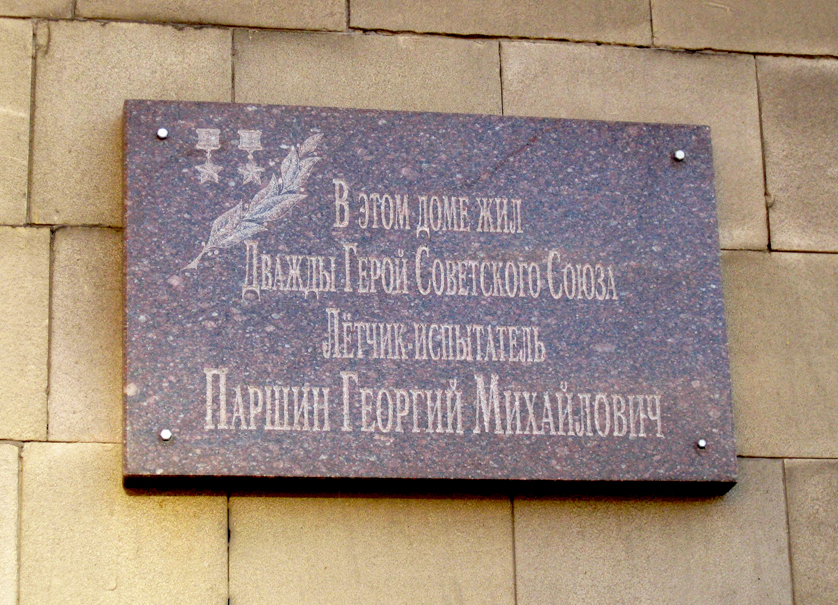 В этом доме жил
Дважды Герой Советского Союза
Лётчик-испытатель
Паршин Георгий Михайлович